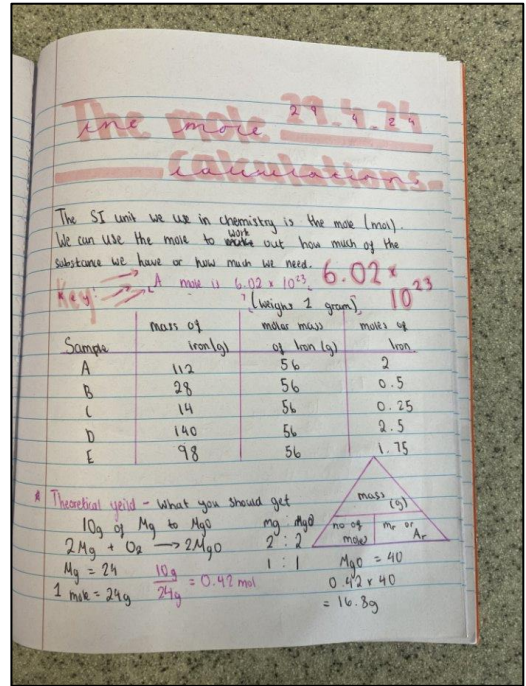 The mole 29.4.24
the mole 29 4 24
Calculations.
calculations
The SI unit we use in chemistry is the mole (mol).
We can use the mole to work out how much of the
substance we have or how much we need.
Key: A mole is 6.02 × 10²³, 6.02 × 10²³
(weighs 1 gram)
Sample mass of Iron(g) molar mass of Iron (g) moles of Iron
A 112 56 2
B 28 56 0.5
C 14 56 0.25
D 140 56 2.5
E 98 56 1.75
* Theoretical yeild - What you should get
mass (g)
no of moles Mr or Ar
10g of Mg to MgO mg : MgO
2Mg + O₂ → 2MgO 2 : 2
1 : 1
Mg = 24 10g/24g = 0.42 mol MgO = 40
1 mole = 24g 0.42 x 40
= 16.8g